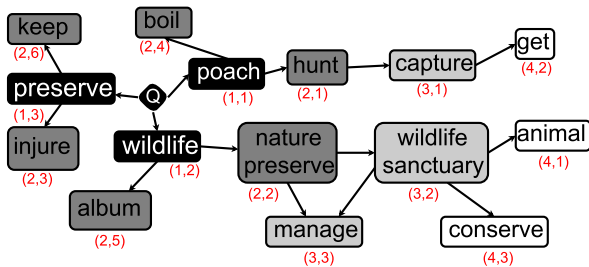 keep
(2,6)
boil
(2,4)
preserve
(1,3)
Q
poach
(1,1)
hunt
(2,1)
capture
(3,1)
get
(4,2)
injure
(2,3)
wildlife
(1,2)
nature
preserve
(2,2)
wildlife
sanctuary
(3,2)
animal
(4,1)
album
(2,5)
manage
(3,3)
conserve
(4,3)